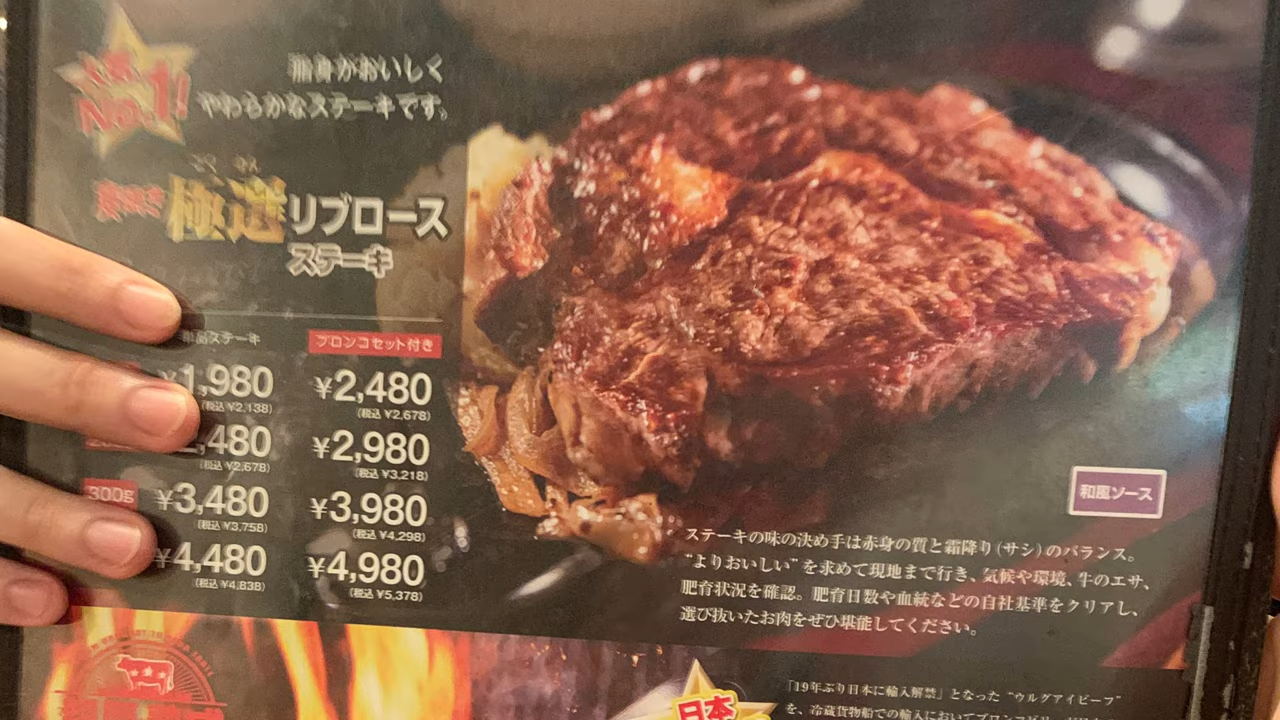 No.1!
脂身がおいしく
やわらかなステーキです。
極選リブロース
ステーキ
単品ステーキ
ブロンコセット付き
1,980
(税込 ¥2,138)
¥2,480
(税込 ¥2,678)
,480
(税込 ¥2,678)
¥2,980
(税込 ¥3,218)
300g
¥3,480
(税込 ¥3,758)
¥3,980
(税込 ¥4,298)
¥4,480
(税込 ¥4,838)
¥4,980
(税込 ¥5,378)
和風ソース
ステーキの味の決め手は赤身の質と霜降り(サシ)のバランス。
“よりおいしい”を求めて現地まで行き、気候や環境、牛のエサ、
肥育状況を確認。肥育日数や血統などの自社基準をクリアし、
選び抜いたお肉をぜひ堪能してください。
日本
「19年ぶり日本に輸入解禁」となった“ウルグアイビーフ”
を、冷蔵貨物船での輸入においてブロンコビリー